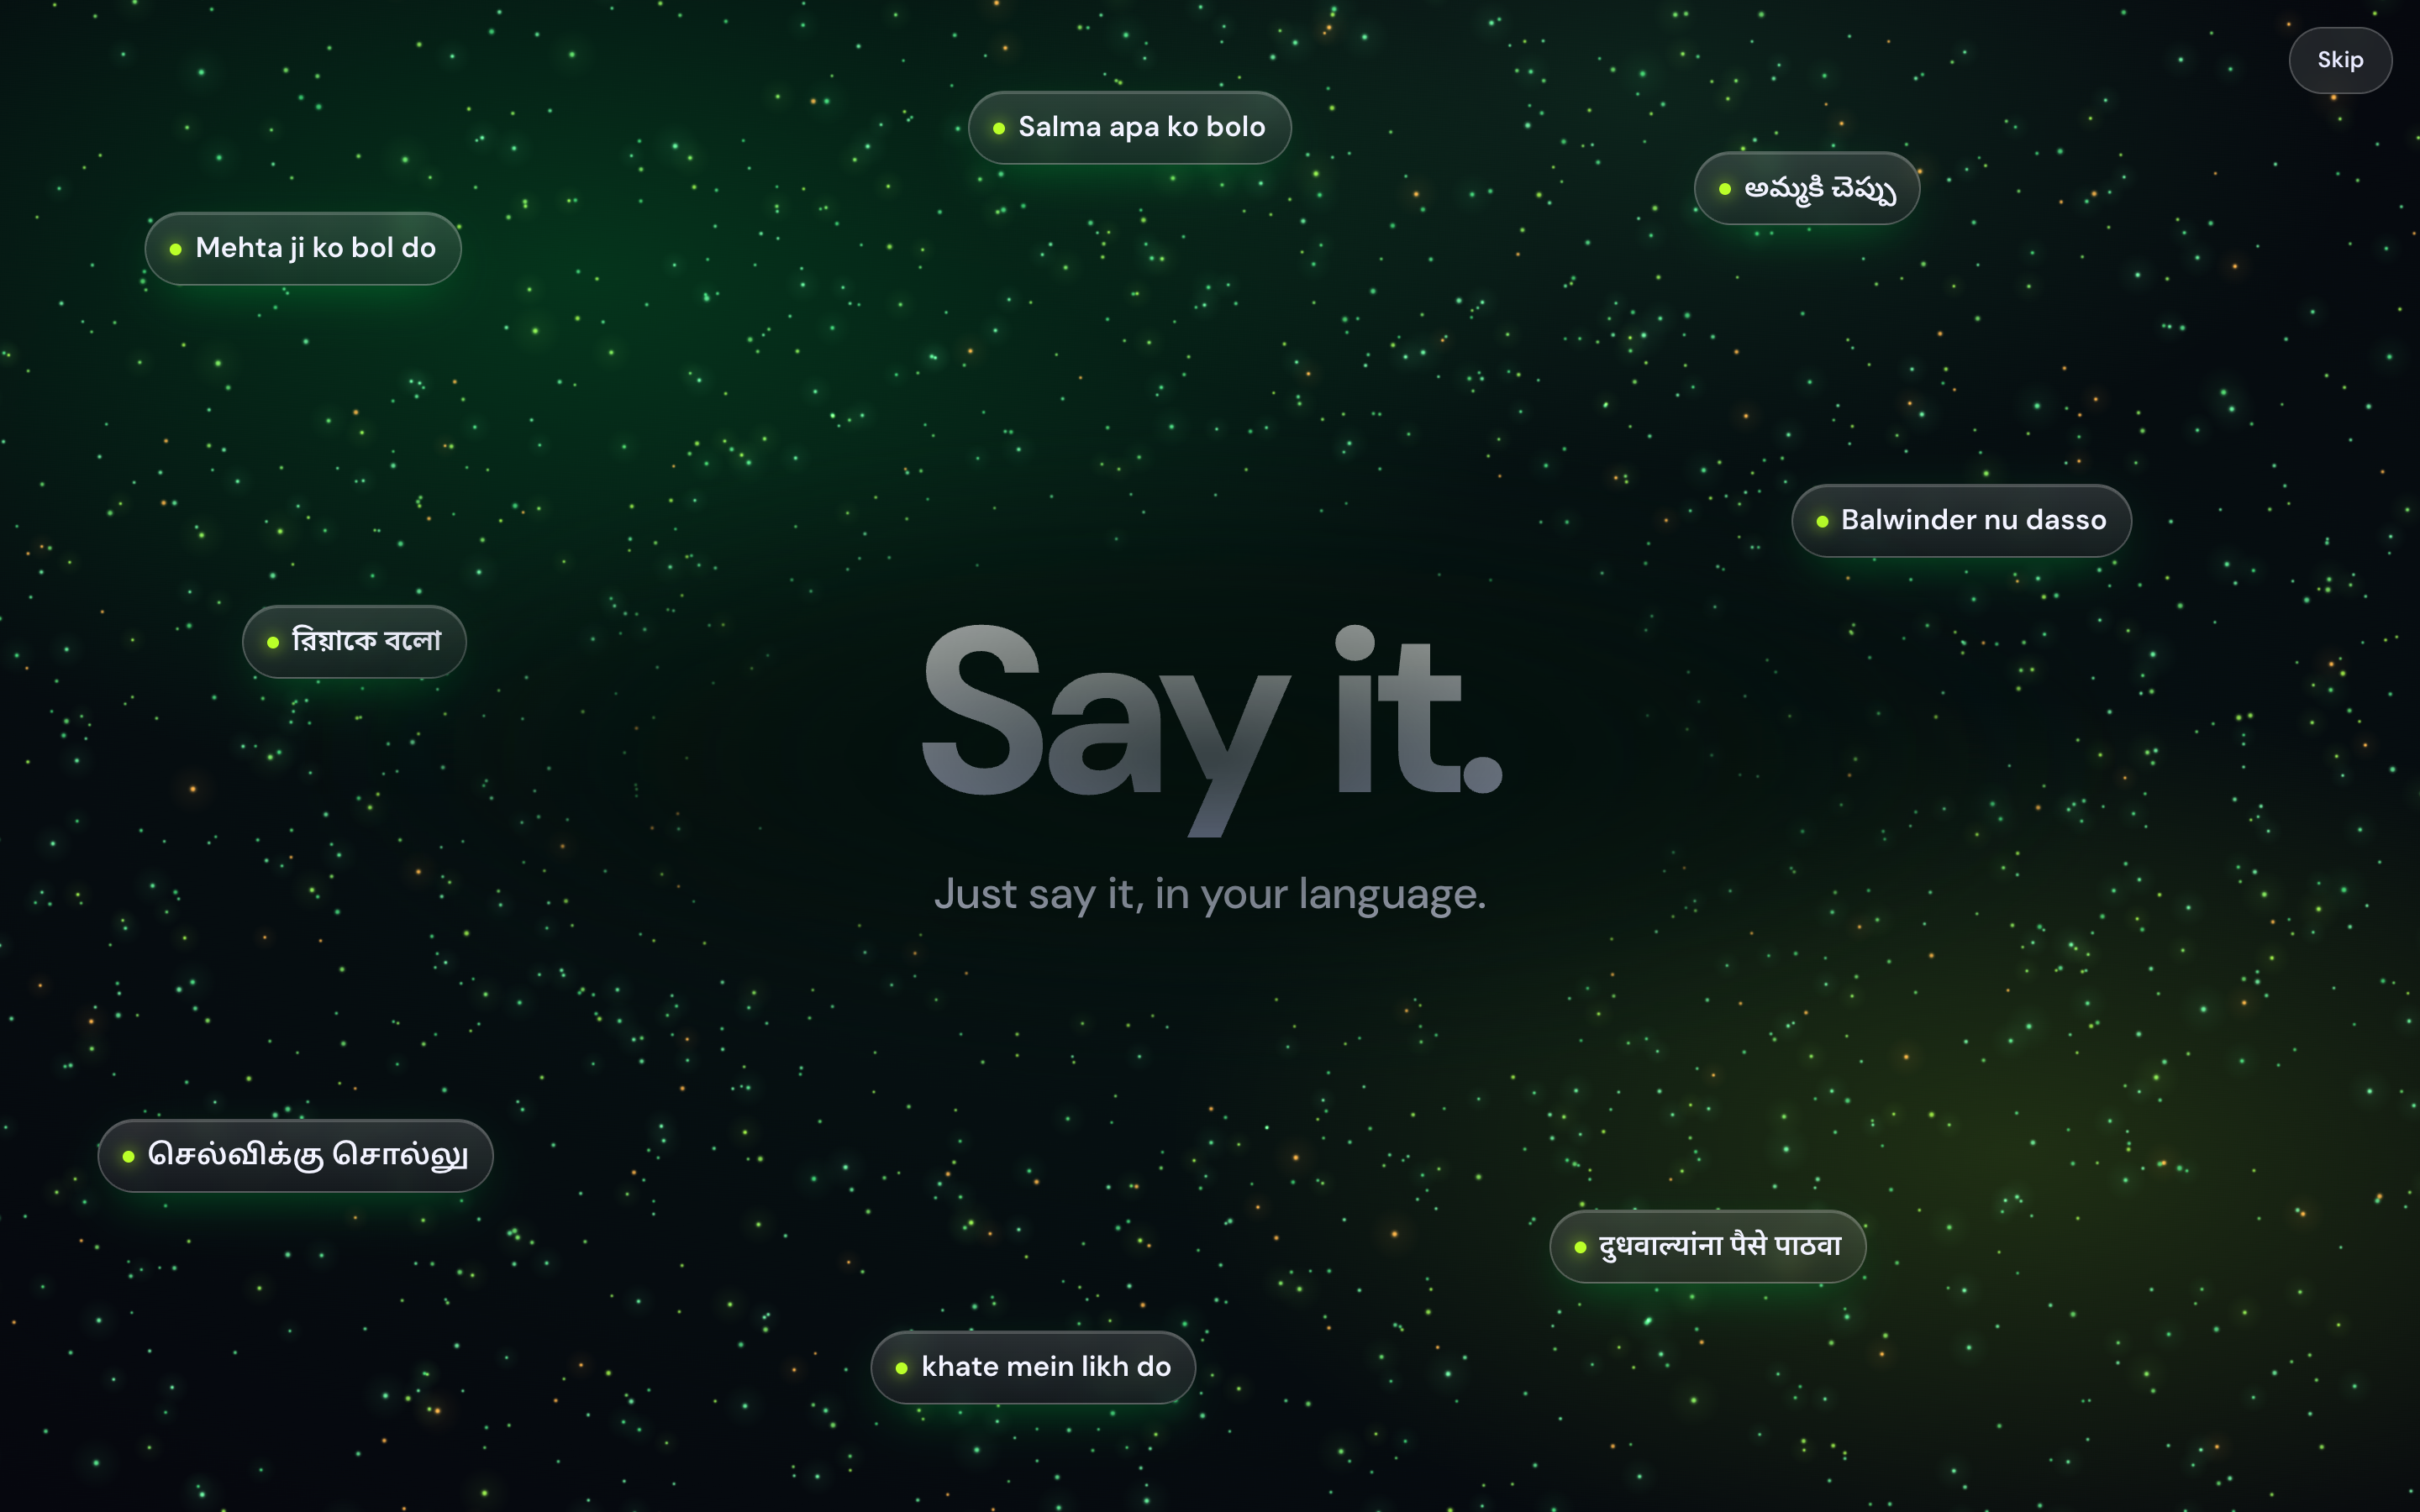 Skip
Salma apa ko bolo
అమ్మకి చెప్పు
Mehta ji ko bol do
Balwinder nu dasso
রিয়াকে বলো
Say it.
Just say it, in your language.
செல்விக்கு சொல்லு
दुधवाल्यांना पैसे पाठवा
khate mein likh do